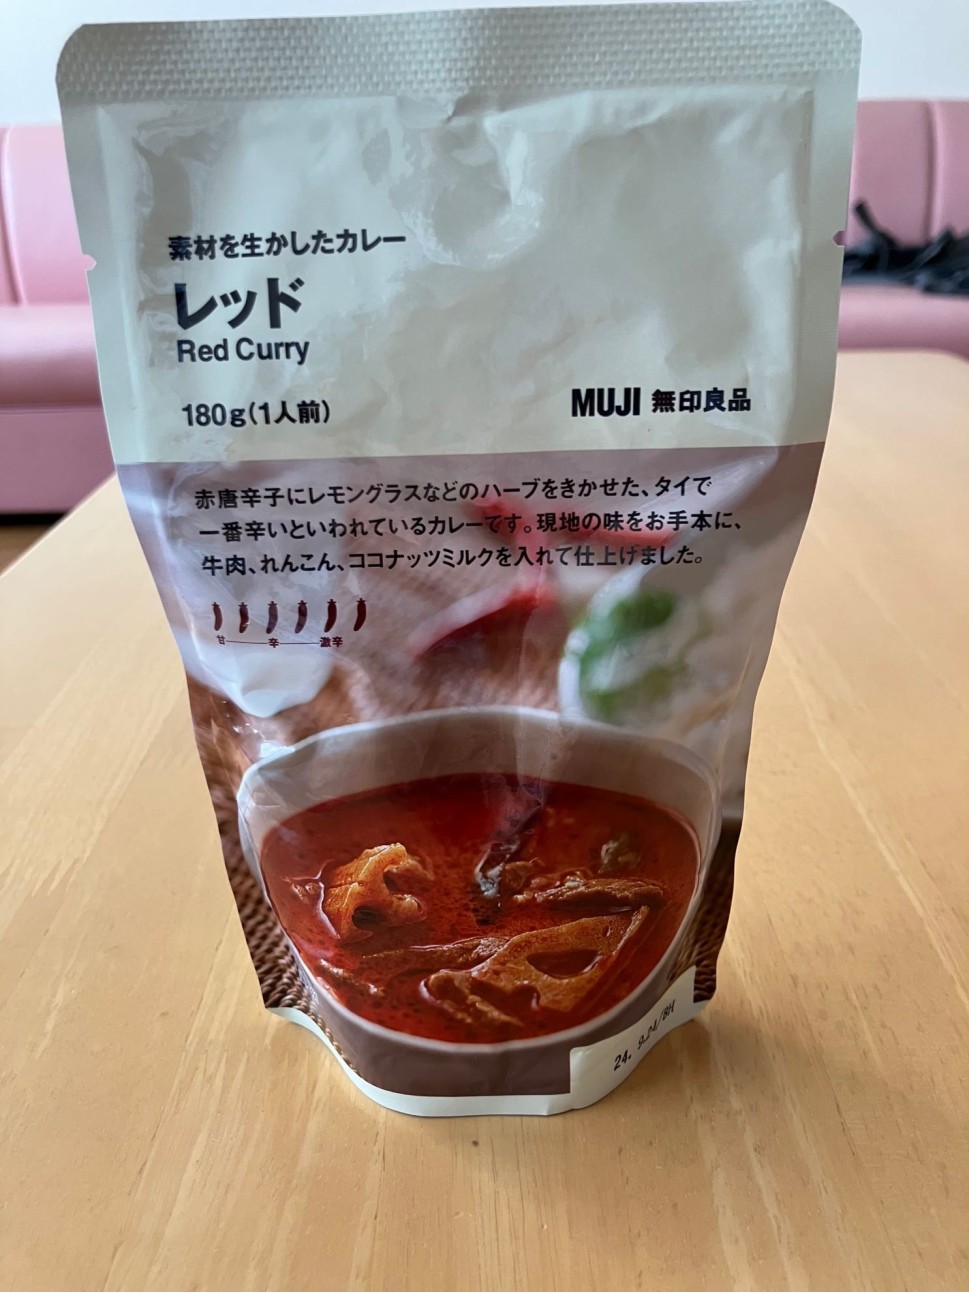 素材を生かしたカレー
レッド
Red Curry
180g(1人前)
MUJI 無印良品
赤唐辛子にレモングラスなどのハーブをきかせた、タイで
一番辛いといわれているカレーです。現地の味をお手本に、
牛肉、れんこん、ココナッツミルクを入れて仕上げました。
甘 辛 激辛
24. 9.24/BH